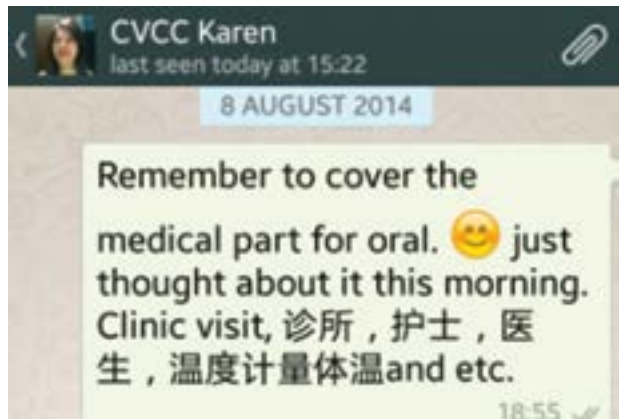 CVCC Karen
last seen today at 15:22
8 AUGUST 2014
Remember to cover the
medical part for oral. 😊 just
thought about it this morning.
Clinic visit, 诊所，护士，医
生，温度计量体温and etc.
18:55